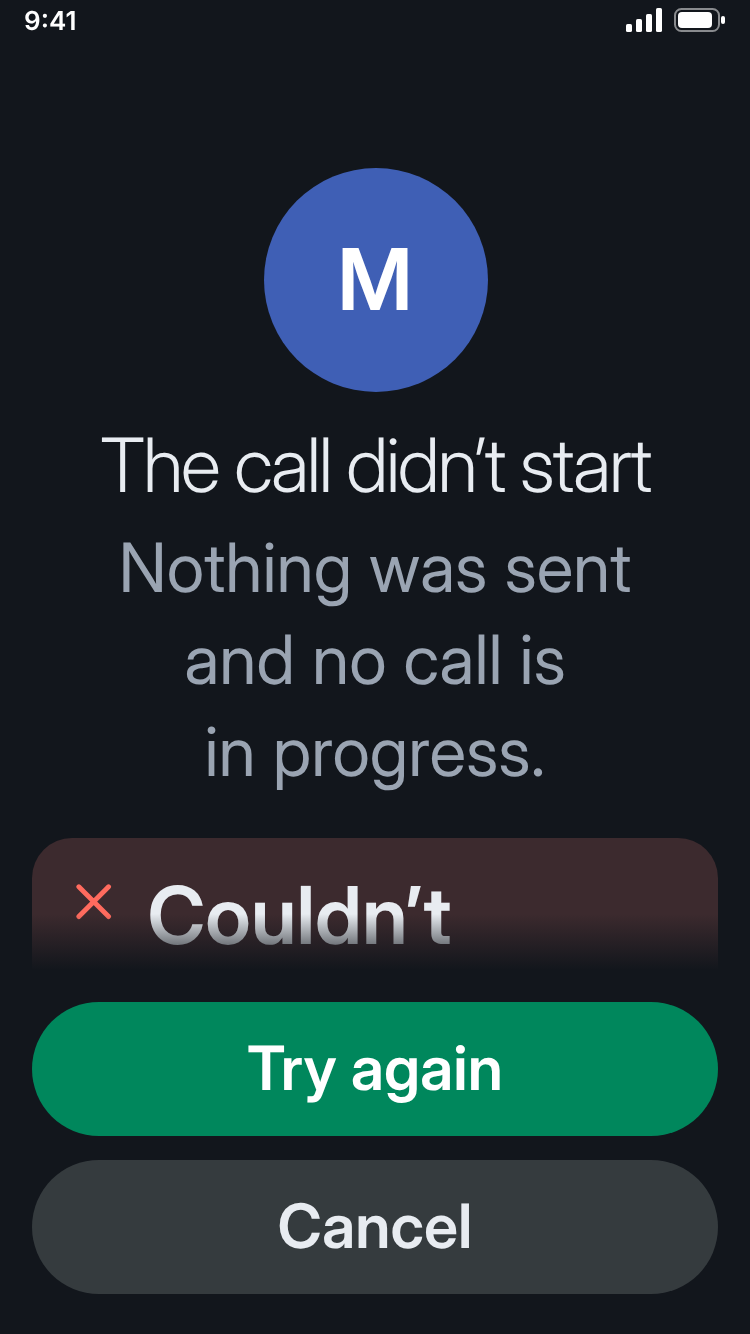 9:41
M
The call didn’t start
Nothing was sent
and no call is
in progress.
Couldn’t
Try again
Cancel